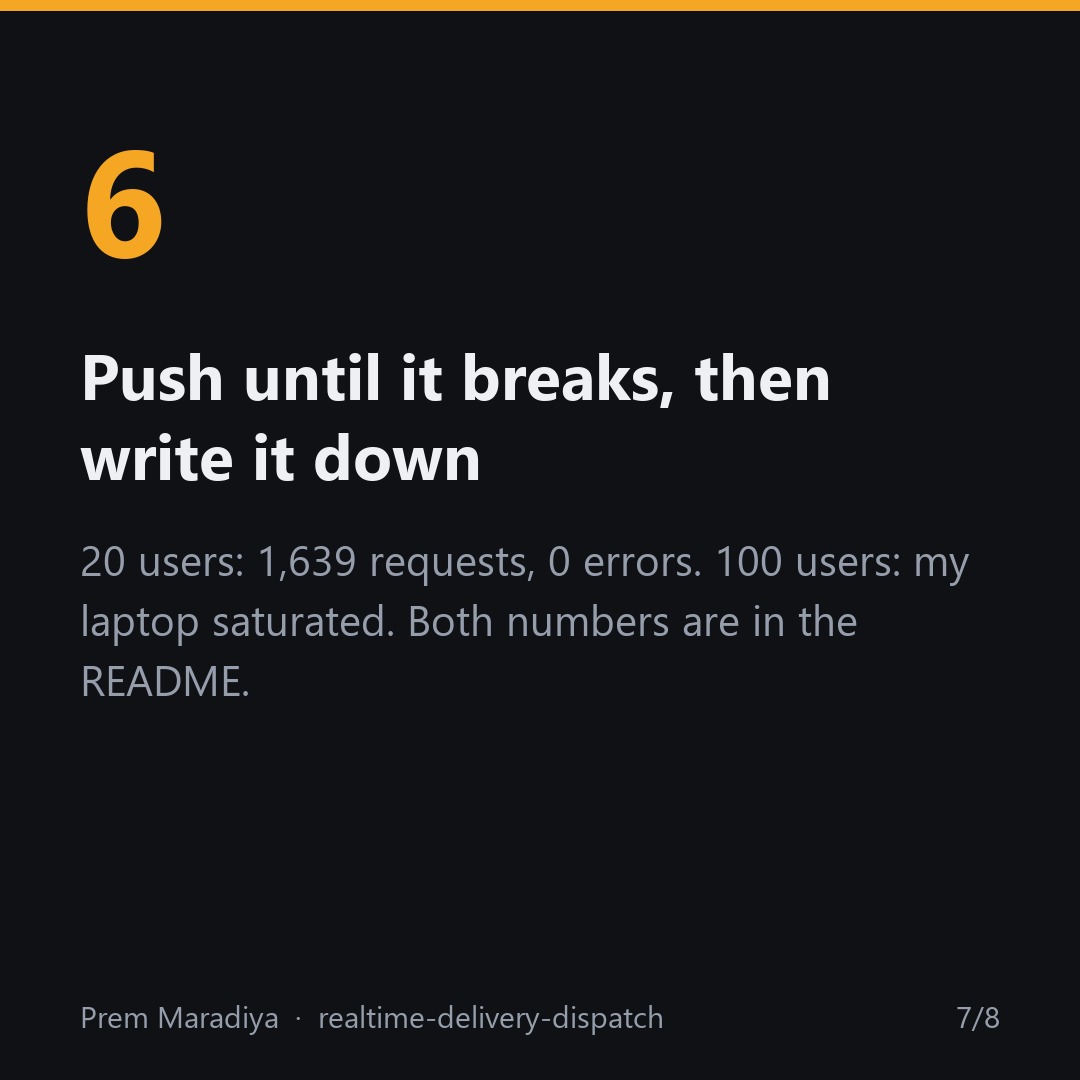 6
Push until it breaks, then
write it down
20 users: 1,639 requests, 0 errors. 100 users: my
laptop saturated. Both numbers are in the
README.
Prem Maradiya · realtime-delivery-dispatch 7/8